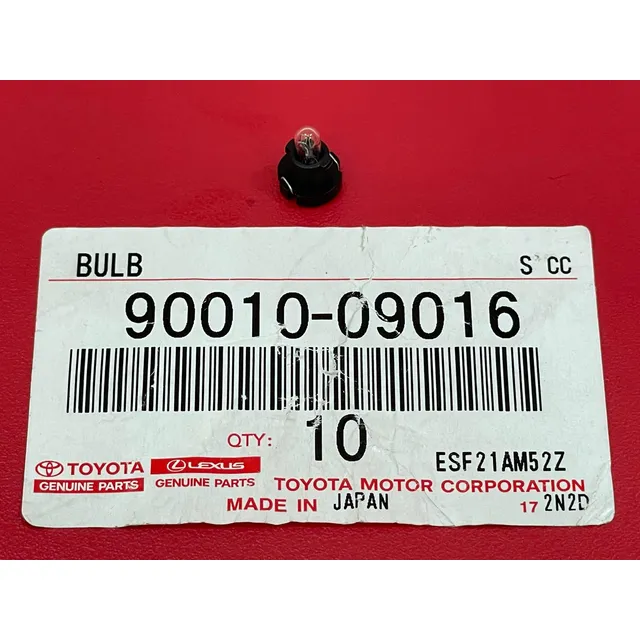 BULB S CC
90010-09016
QTY: 10 ESF21AM52Z
TOYOTA LEXUS
GENUINE PARTS GENUINE PARTS TOYOTA MOTOR CORPORATION
MADE IN JAPAN 17 2N2D